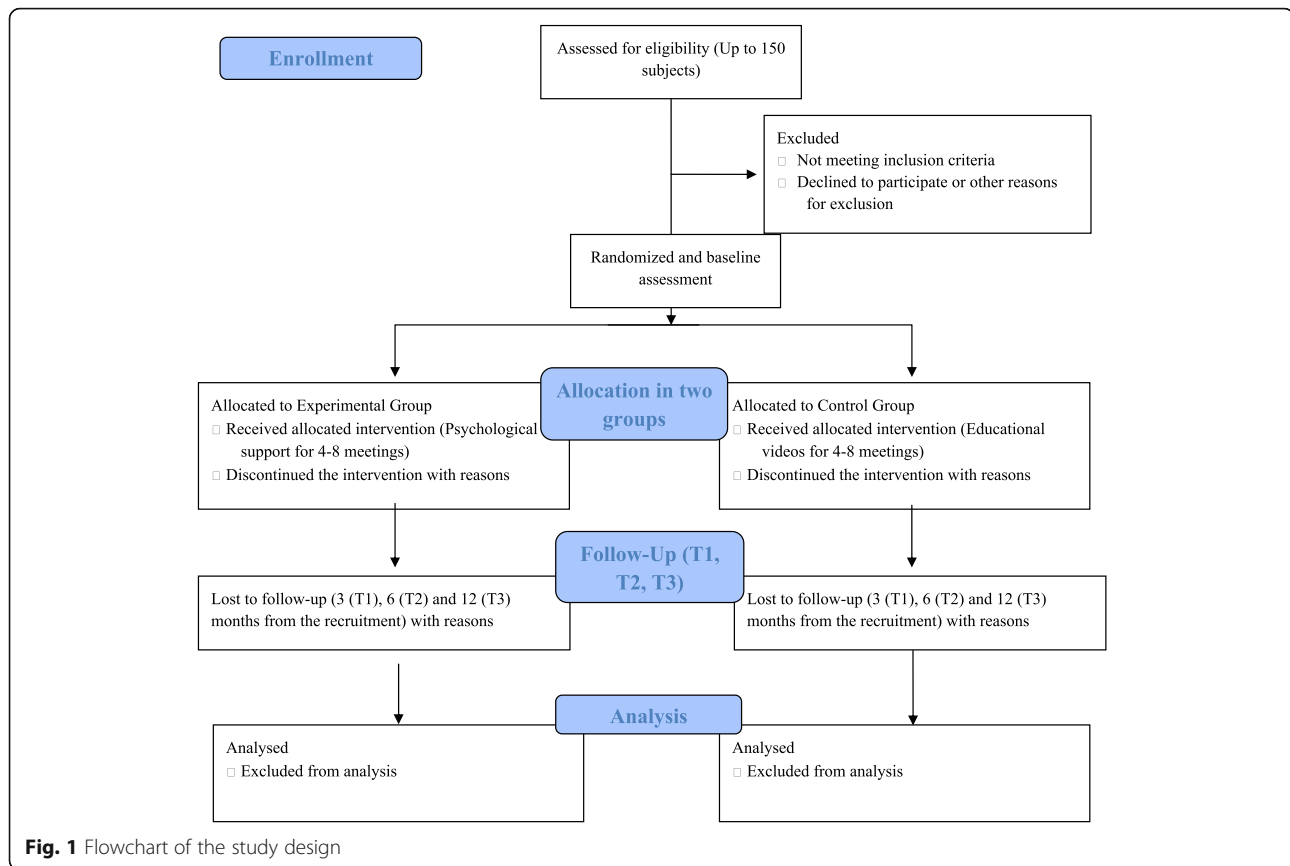 Enrollment
Assessed for eligibility (Up to 150
subjects)
Excluded
□ Not meeting inclusion criteria
□ Declined to participate or other reasons
for exclusion
Randomized and baseline
assessment
Allocation in two
groups
Allocated to Experimental Group
□ Received allocated intervention (Psychological
support for 4-8 meetings)
□ Discontinued the intervention with reasons
Allocated to Control Group
□ Received allocated intervention (Educational
videos for 4-8 meetings)
□ Discontinued the intervention with reasons
Follow-Up (T1,
T2, T3)
Lost to follow-up (3 (T1), 6 (T2) and 12 (T3)
months from the recruitment) with reasons
Lost to follow-up (3 (T1), 6 (T2) and 12 (T3)
months from the recruitment) with reasons
Analysis
Analysed
□ Excluded from analysis
Analysed
□ Excluded from analysis
Fig. 1 Flowchart of the study design